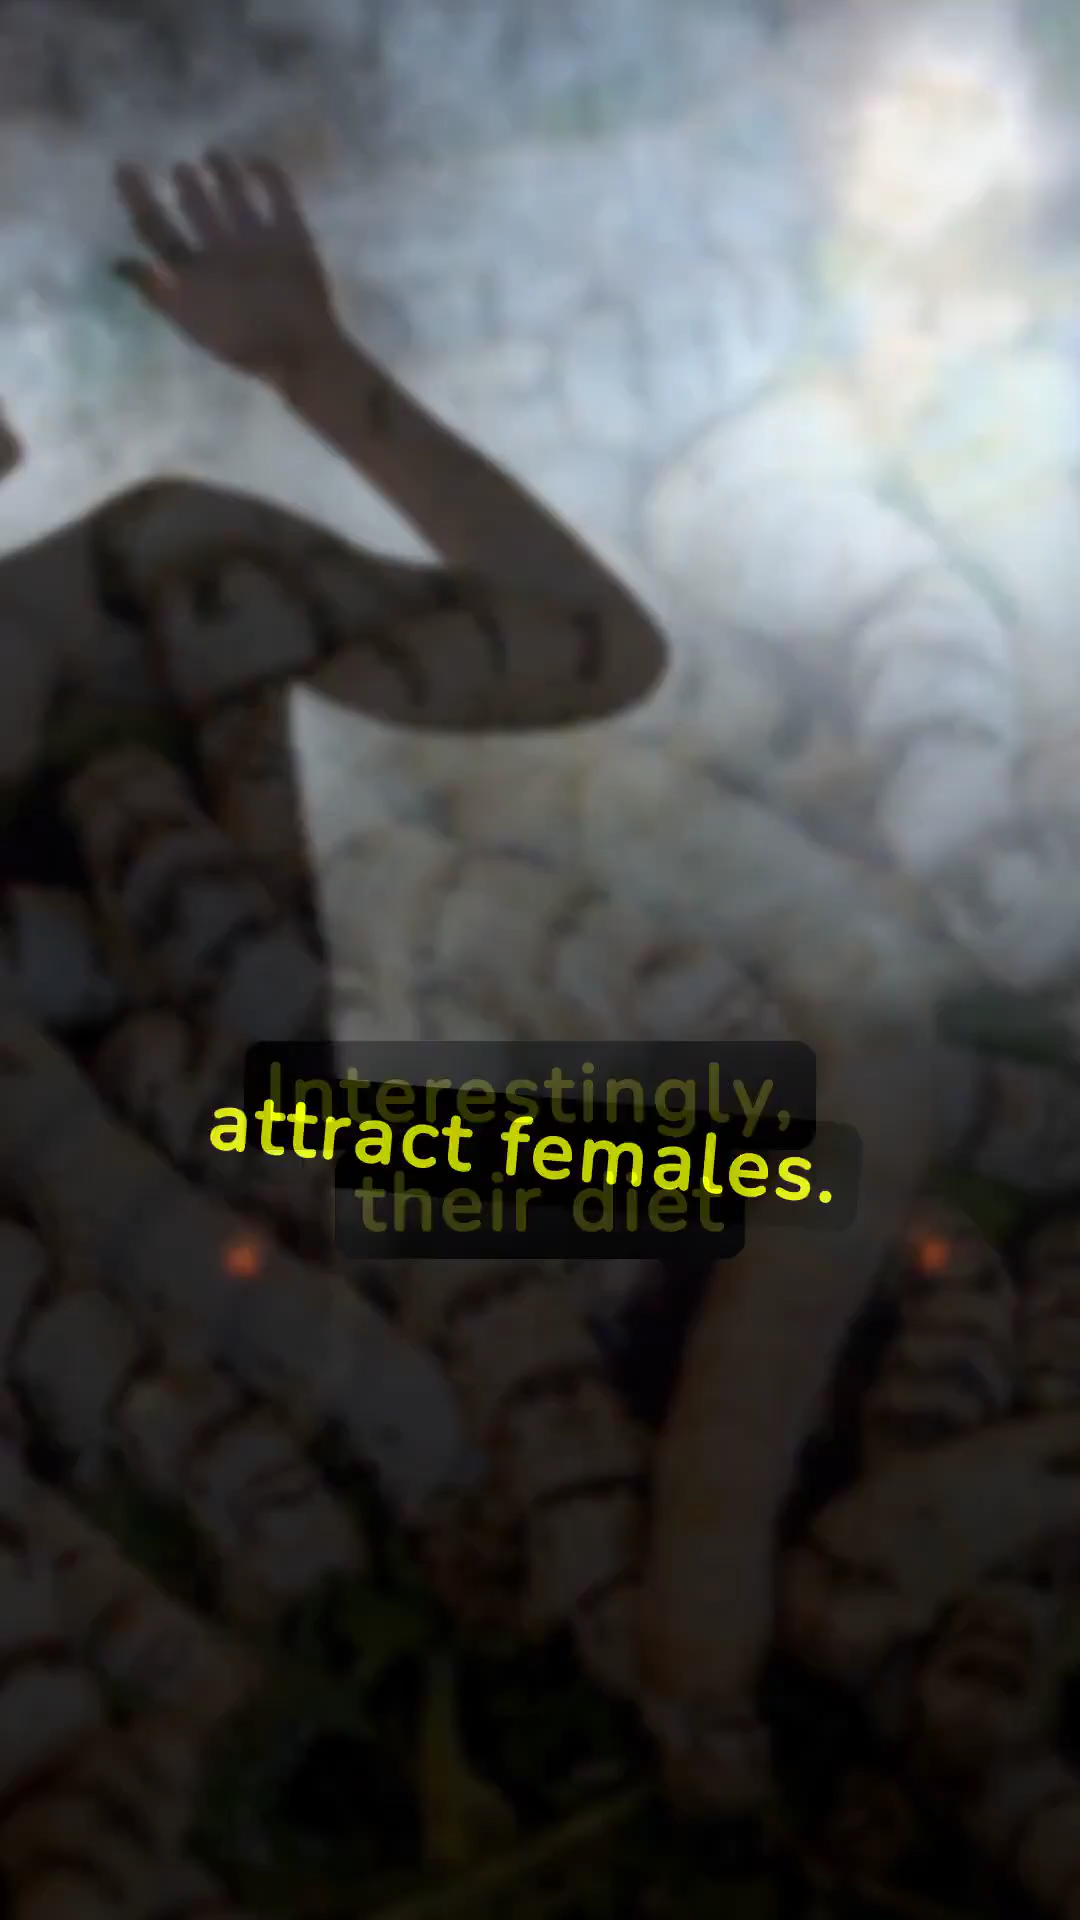 Interestingly,
attract females.
their diet